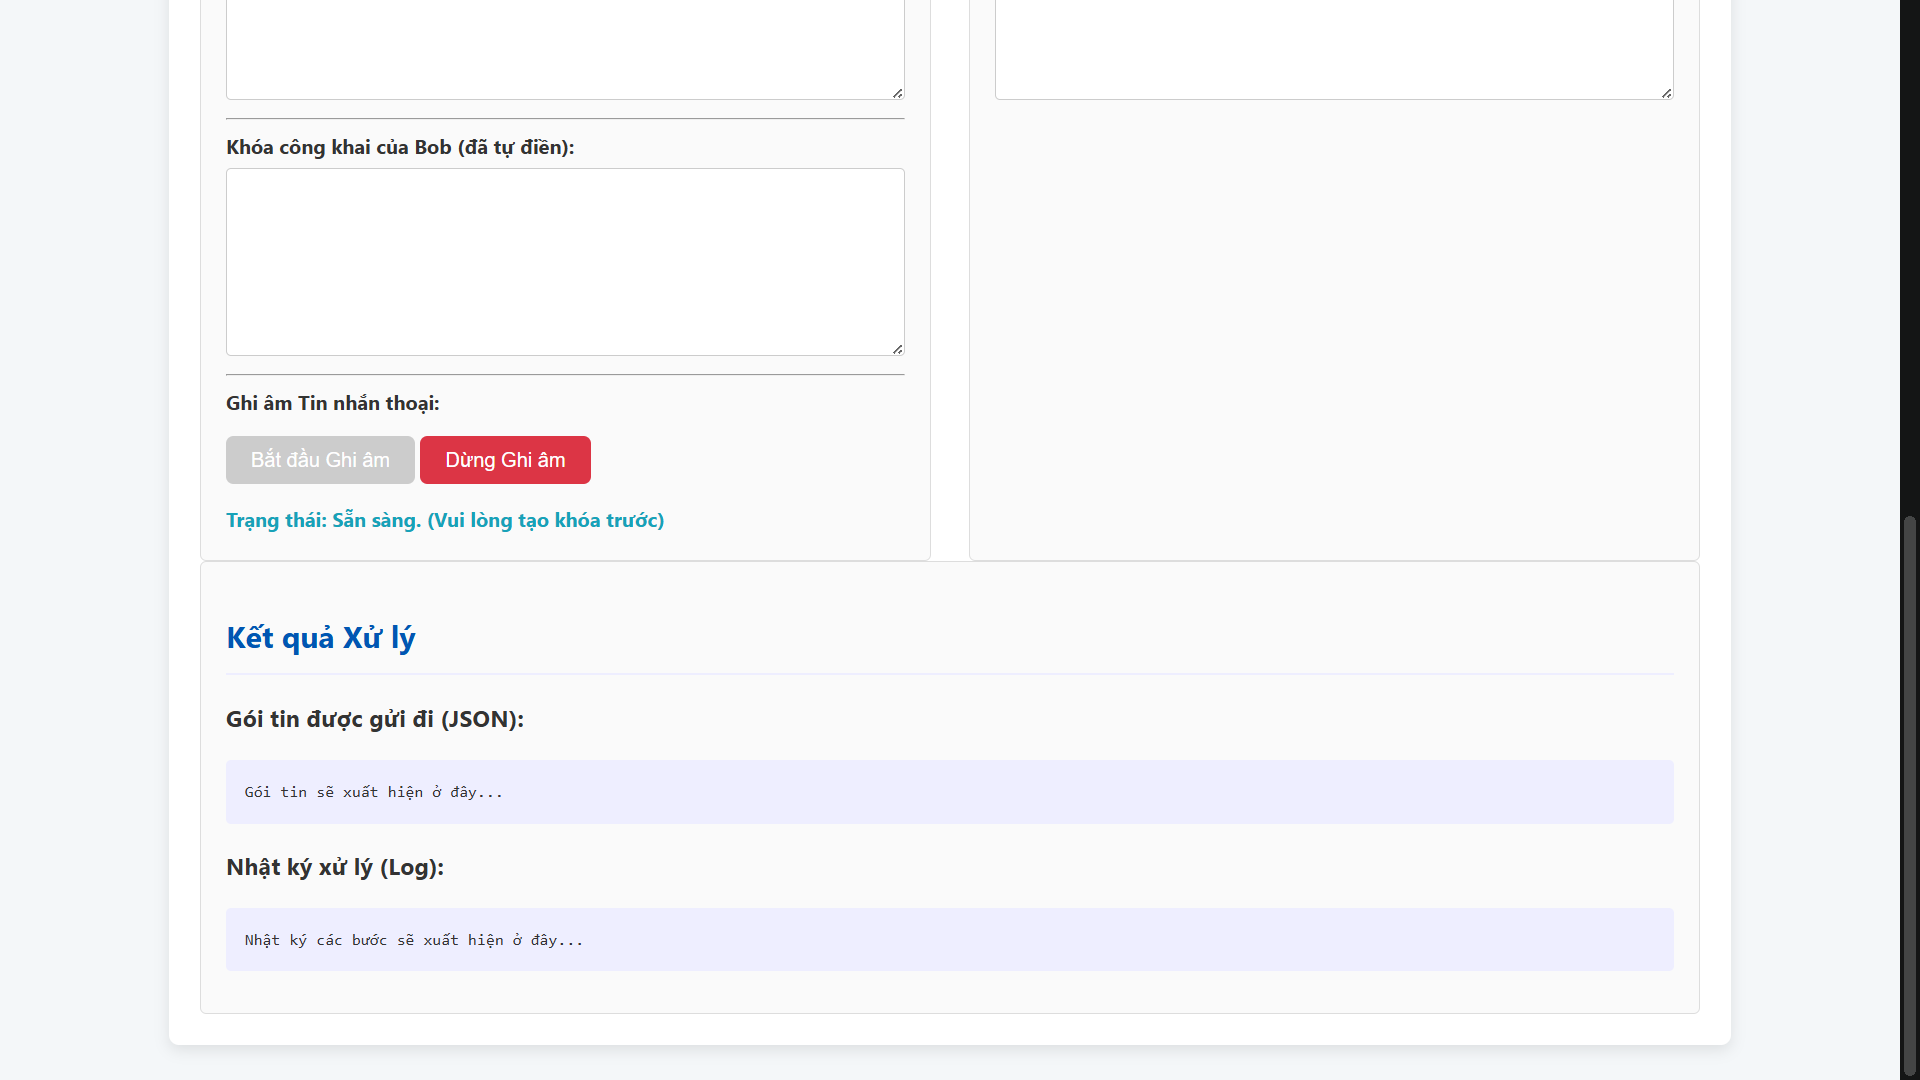 Khóa công khai của Bob (đã tự điền):
Ghi âm Tin nhắn thoại:
Bắt đầu Ghi âm
Dừng Ghi âm
Trạng thái: Sẵn sàng. (Vui lòng tạo khóa trước)
Kết quả Xử lý
Gói tin được gửi đi (JSON):
Gói tin sẽ xuất hiện ở đây...
Nhật ký xử lý (Log):
Nhật ký các bước sẽ xuất hiện ở đây...